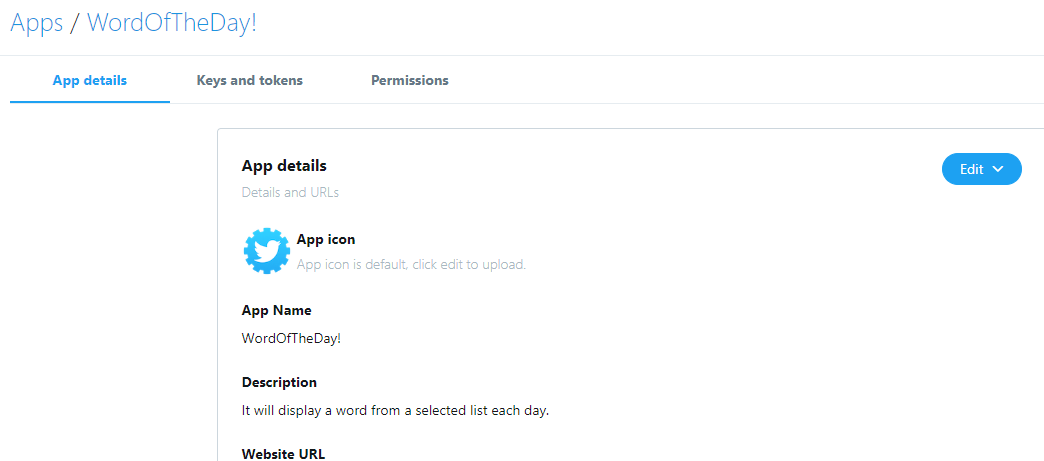 Apps / WordOfTheDay!
App details Keys and tokens Permissions
App details
Edit
Details and URLs
App icon
App icon is default, click edit to upload.
App Name
WordOfTheDay!
Description
It will display a word from a selected list each day.
Website URL